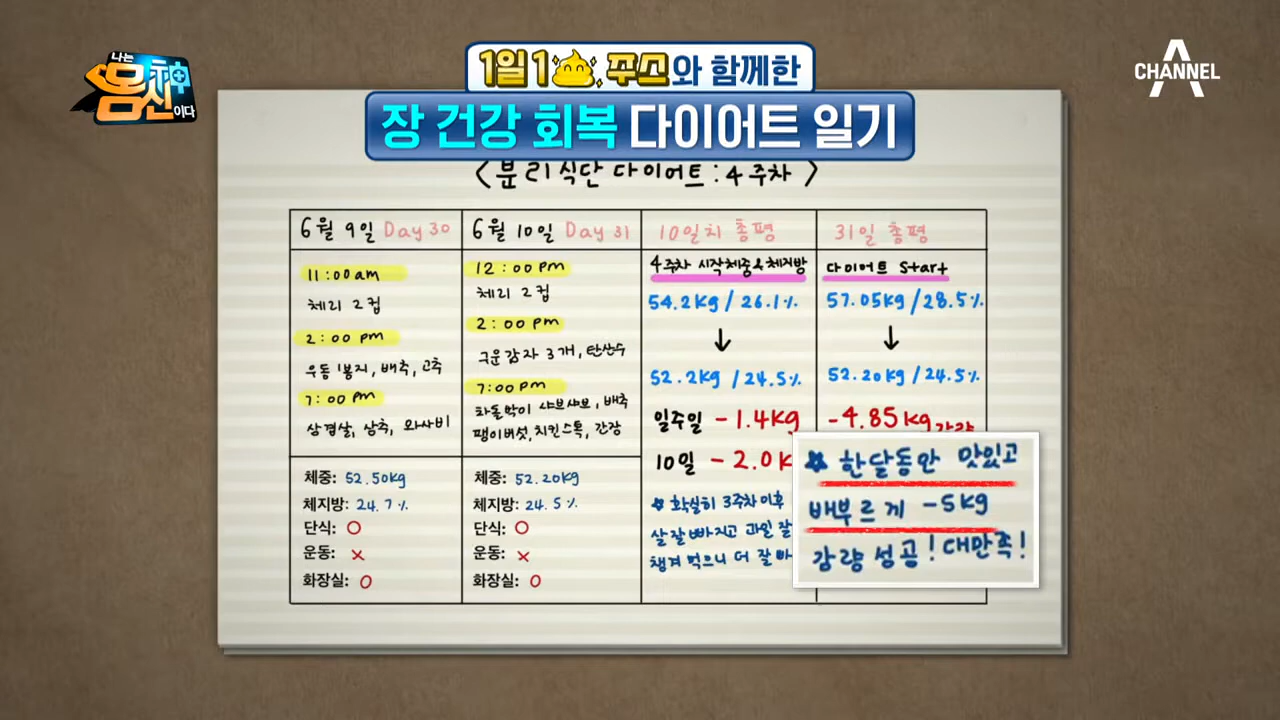 나는
몸神
신이다
CHANNEL A
1일 1 쭈소와 함께한
장 건강 회복 다이어트 일기
<분리식단 다이어트 : 4주차>
6월 9일 Day 30
11:00 am
체리 2컵
2:00 pm
우동 1봉지, 배추, 고추
7:00 pm
삼겹살, 상추, 와사비
체중: 52.50kg
체지방: 24.7%
단식: O
운동: X
화장실: O
6월 10일 Day 31
12:00 pm
체리 2컵
2:00 pm
구운감자 3개, 탄산수
7:00 pm
차돌박이 샤브샤브, 배추
팽이버섯, 치킨스톡, 간장
체중: 52.20kg
체지방: 24.5%
단식: O
운동: X
화장실: O
10일치 총평
4주차 시작체중&체지방
54.2kg / 26.1%
↓
52.2kg / 24.5%
일주일 -1.4kg
10일 -2.0k
✿ 확실히 3주차 이후
살 잘 빠지고 과일 잘
챙겨 먹으니 더 잘 빠
31일 총평
다이어트 Start
57.05kg / 28.5%
↓
52.20kg / 24.5%
-4.85kg 감량
✿ 한달동안 맛있고
배부르게 -5kg
감량 성공! 대만족!